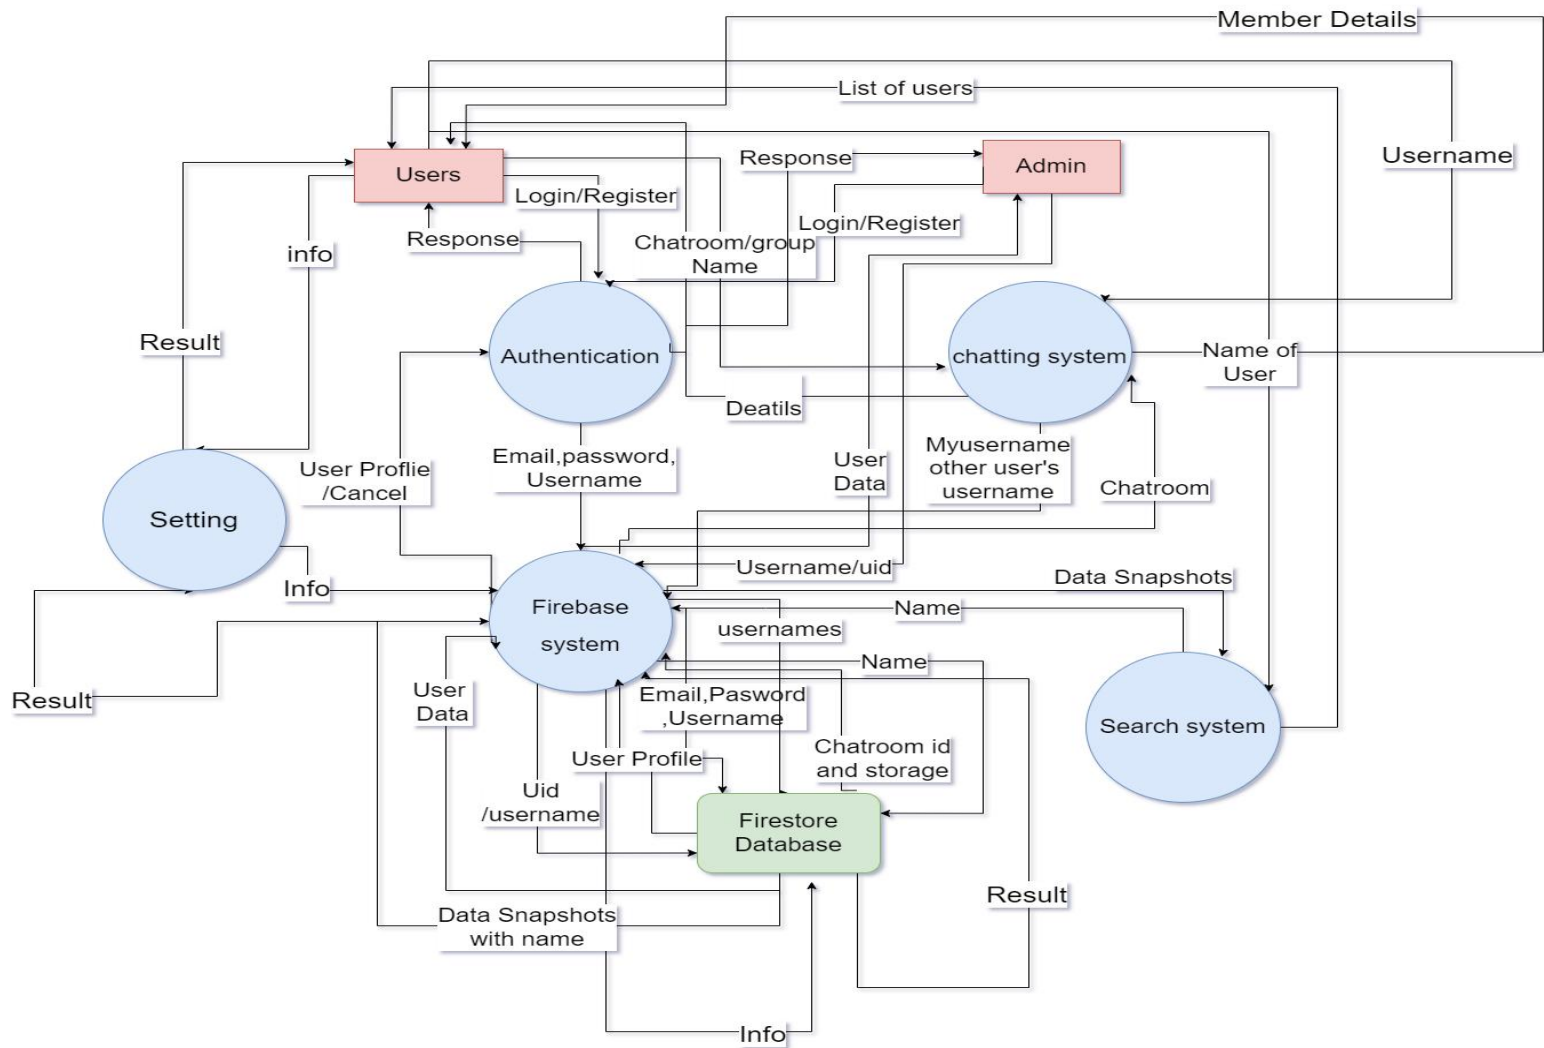 Member Details
List of users
Username
Response
Admin
Users
Login/Register
Login/Register
Response
Chatroom/group
Name
info
Result
Authentication
chatting system
Name of
User
Deatils
Myusername
other user's
username
Email,password,
Username
User
Data
User Proflie
/Cancel
Chatroom
Setting
Username/uid
Data Snapshots
Info
Firebase
system
Name
usernames
Name
Result
User
Data
Email,Pasword
,Username
Search system
Chatroom id
and storage
User Profile
Uid
/username
Firestore
Database
Result
Data Snapshots
with name
Info